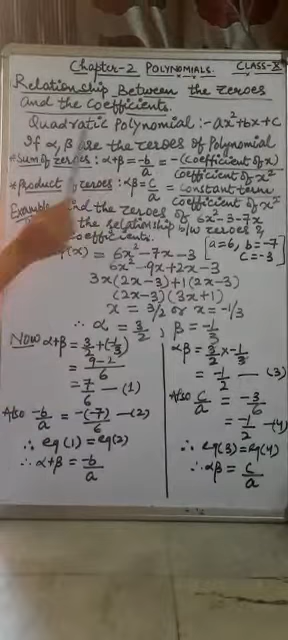 Chapter-2 POLYNOMIALS. CLASS-X
Relationship Between the Zeroes
and the Coefficients.
Quadratic Polynomial :- ax²+bx+c
If α, β are the zeroes of Polynomial
*Sum of zeroes : α+β = -b/a = -(Coefficient of x)/Coefficient of x²
*Product zeroes : αβ = c/a = Constant term/Coefficient of x²
Example the zeroes of 6x²-3-7x
the relationship b/w zeroes &
coefficients. [a=6, b=-7
(x) = 6x²-7x-3 c=-3]
6x²-9x+2x-3
3x(2x-3)+1(2x-3)
(2x-3)(3x+1)
x = 3/2 or x = -1/3
∴ α = 3/2, β = -1/3
Now α+β = 3/2+(-1/3)
= 9-2/6
= 7/6 — (1)
Also -b/a = -(-7)/6 — (2)
∴ eq(1) = eq(2)
∴ α+β = -b/a
αβ = 3/2 × -1/3
= -1/2 — (3)
Also c/a = -3/6
= -1/2 — (4)
∴ eq(3) = eq(4)
∴ αβ = c/a